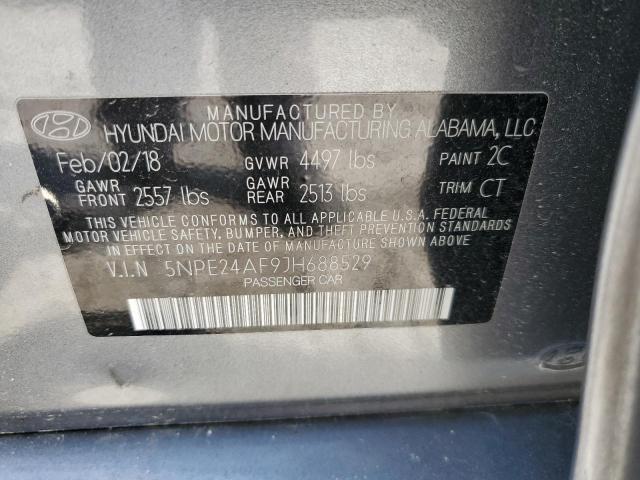 MANUFACTURED BY
HYUNDAI MOTOR MANUFACTURING ALABAMA, LLC
Feb/02/18 GVWR 4497 lbs PAINT 2C
GAWR FRONT 2557 lbs GAWR REAR 2513 lbs TRIM CT
THIS VEHICLE CONFORMS TO ALL APPLICABLE U.S.A. FEDERAL
MOTOR VEHICLE SAFETY, BUMPER, AND THEFT PREVENTION STANDARDS
IN EFFECT ON THE DATE OF MANUFACTURE SHOWN ABOVE.
V.I.N 5NPE24AF9JH688529
PASSENGER CAR